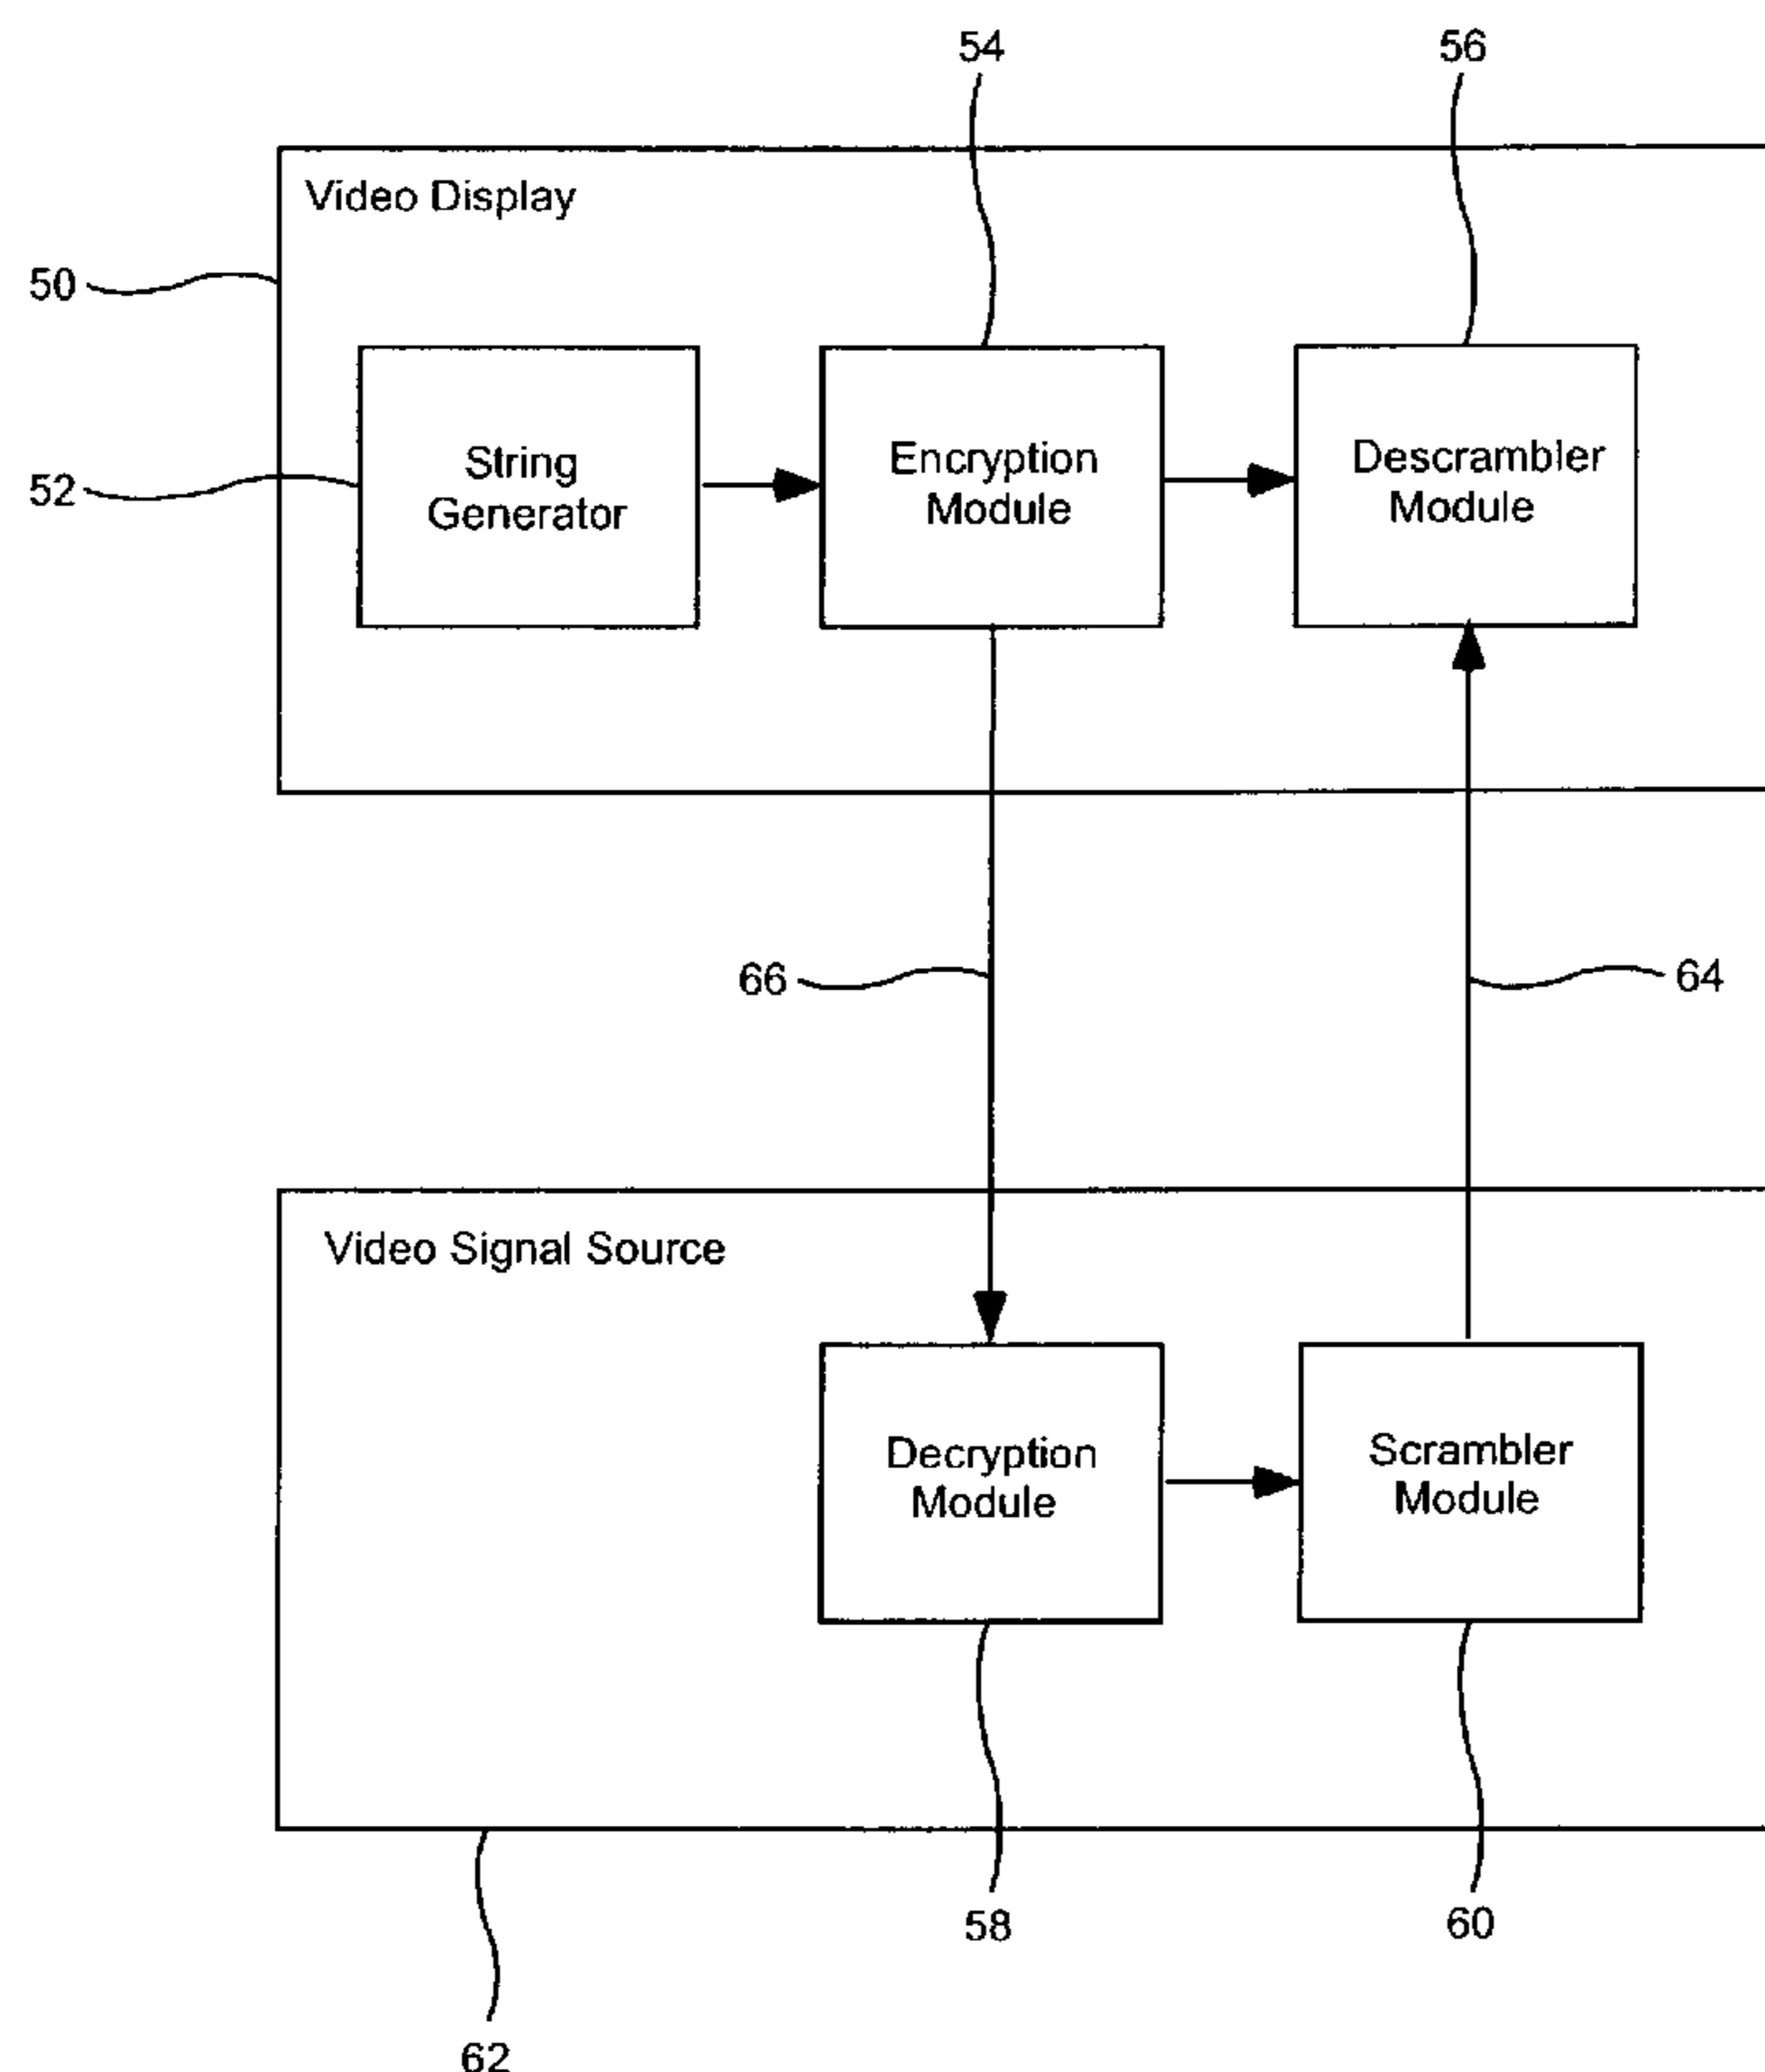 54
56
Video Display
50
String
Generator
Encryption
Module
Descrambler
Module
52
66
64
Video Signal Source
Decryption
Module
Scrambler
Module
58
60
62